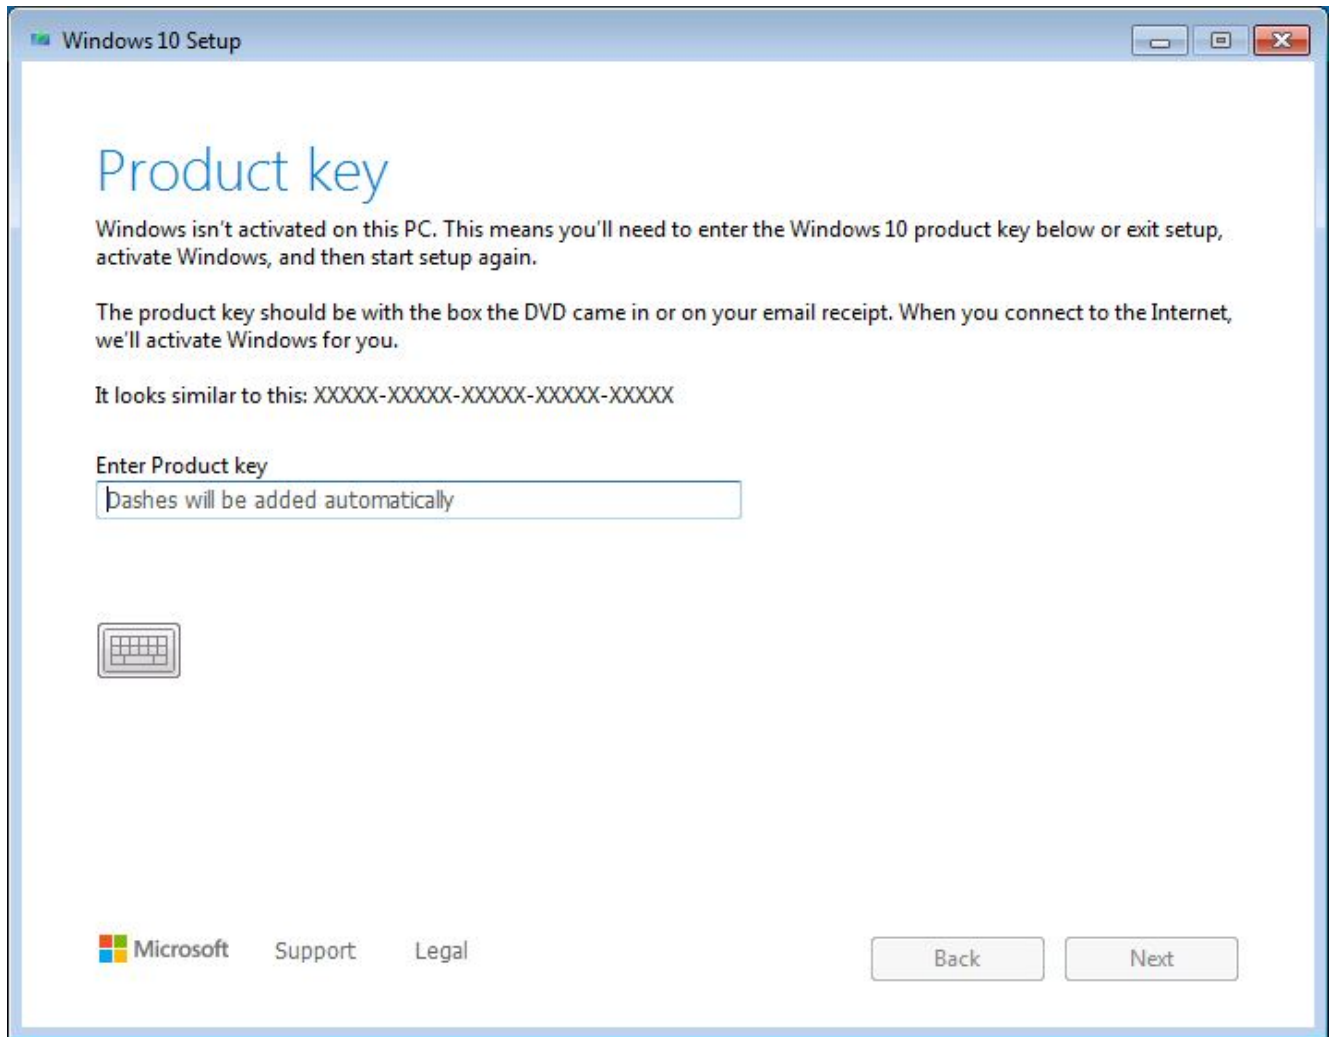 Windows 10 Setup
Product key
Windows isn't activated on this PC. This means you'll need to enter the Windows 10 product key below or exit setup,
activate Windows, and then start setup again.
The product key should be with the box the DVD came in or on your email receipt. When you connect to the Internet,
we'll activate Windows for you.
It looks similar to this: XXXXX-XXXXX-XXXXX-XXXXX-XXXXX
Enter Product key
Dashes will be added automatically
Microsoft Support Legal Back Next